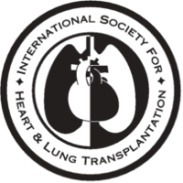 INTERNATIONAL SOCIETY FOR
HEART & LUNG TRANSPLANTATION